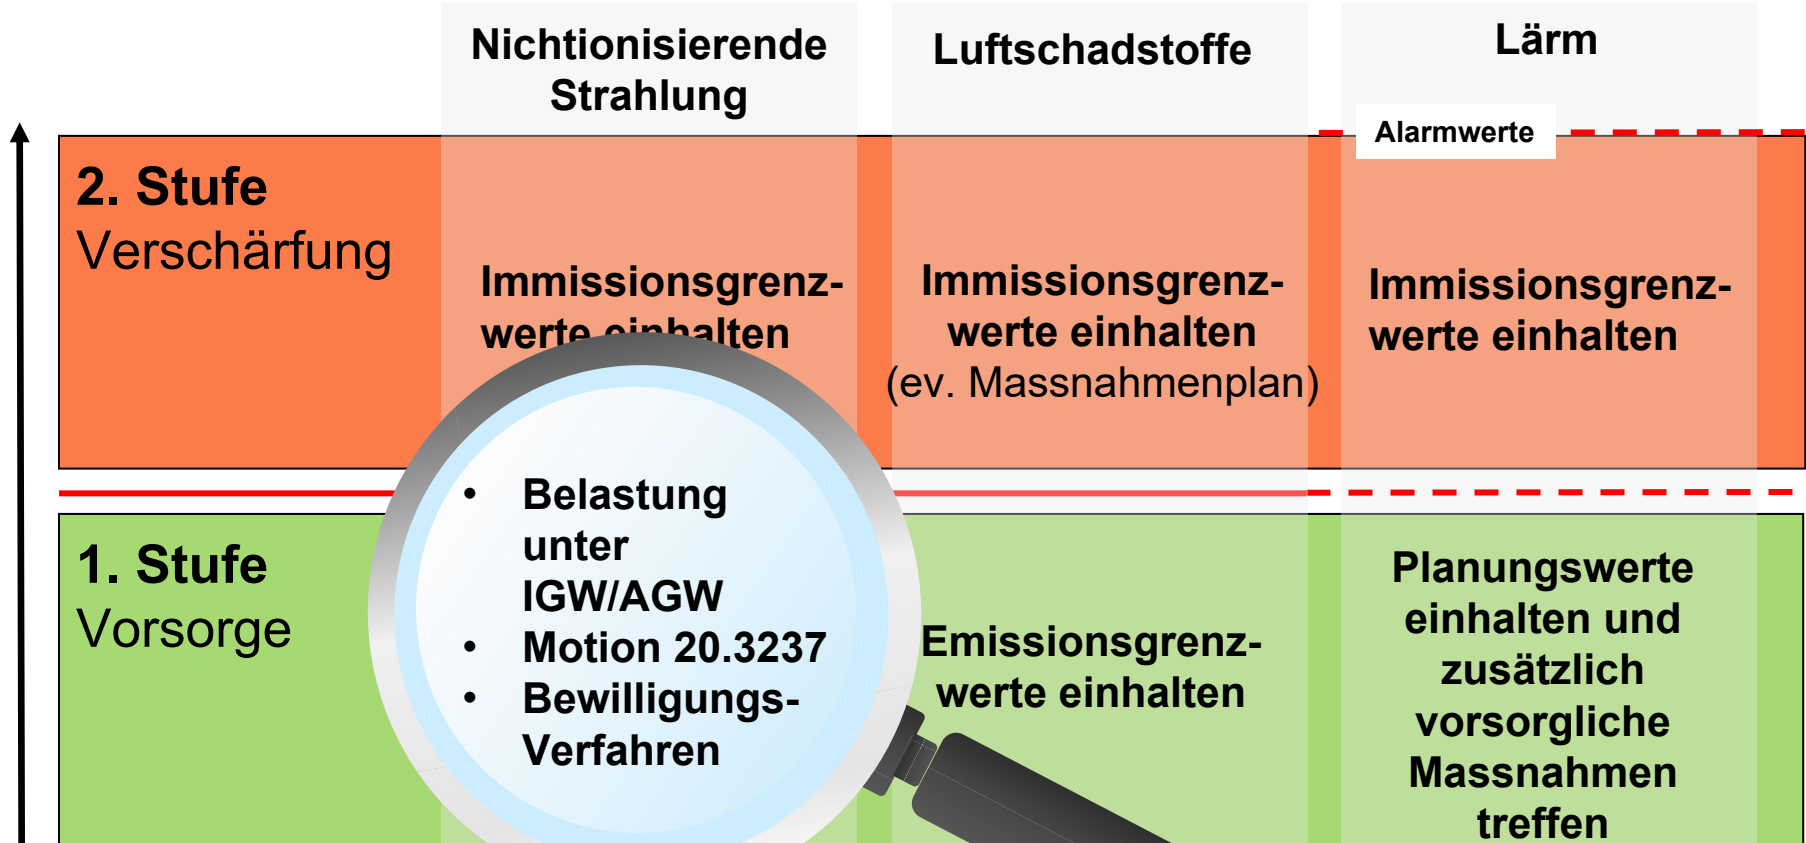 Nichtionisierende
Strahlung
Luftschadstoffe
Lärm
Alarmwerte
2. Stufe
Verschärfung
Immissionsgrenz-
werte einhalten
Immissionsgrenz-
werte einhalten
(ev. Massnahmenplan)
Immissionsgrenz-
werte einhalten
1. Stufe
Vorsorge
• Belastung
unter
IGW/AGW
• Motion 20.3237
• Bewilligungs-
Verfahren
Emissionsgrenz-
werte einhalten
Planungswerte
einhalten und
zusätzlich
vorsorgliche
Massnahmen
treffen